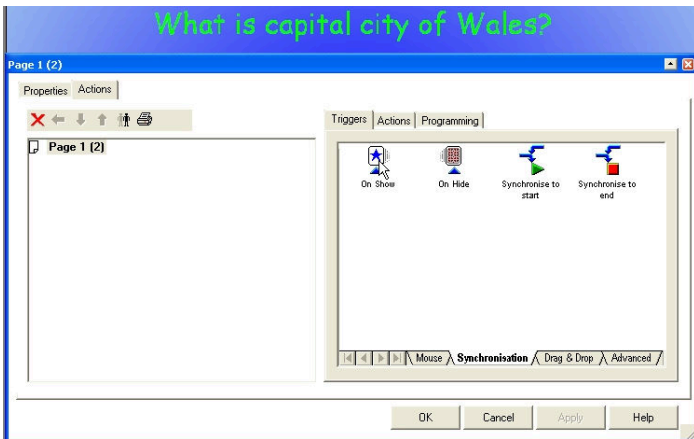 What is capital city of Wales?
Page 1 (2)
Properties Actions
Triggers Actions Programming
Page 1 (2)
On Show On Hide Synchronise to start Synchronise to end
Mouse Synchronisation Drag & Drop Advanced
OK Cancel Apply Help